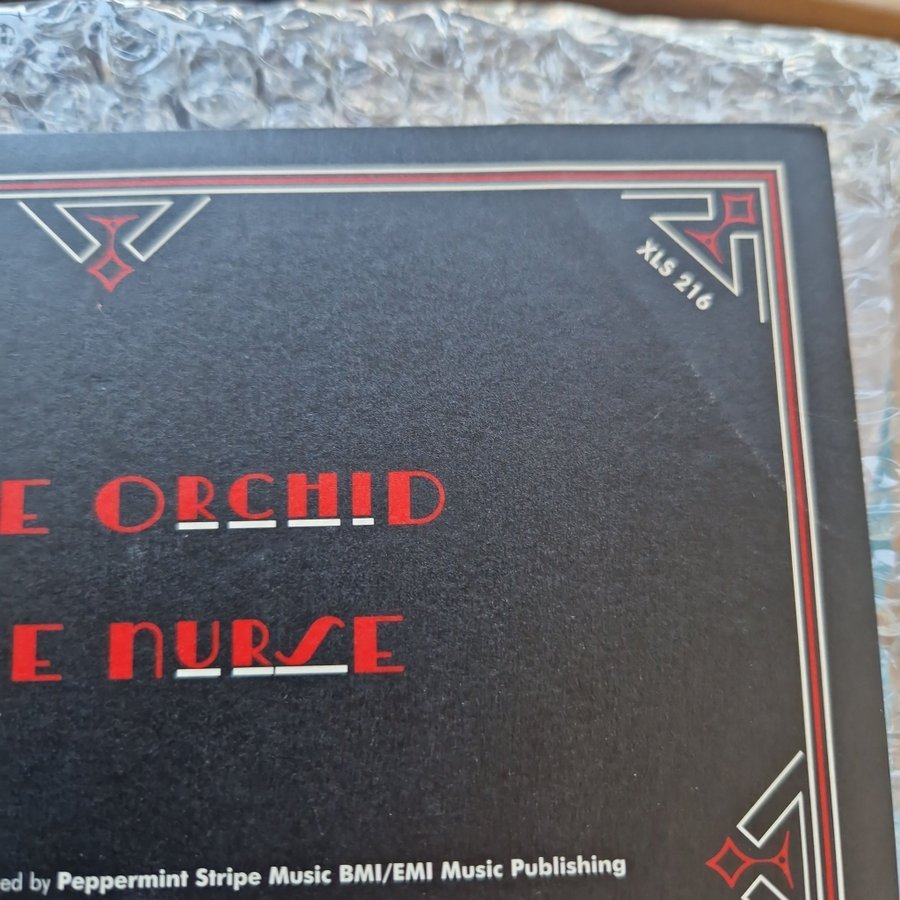 XLS 216
E ORCHID
E NURSE
ed by Peppermint Stripe Music BMI/EMI Music Publishing